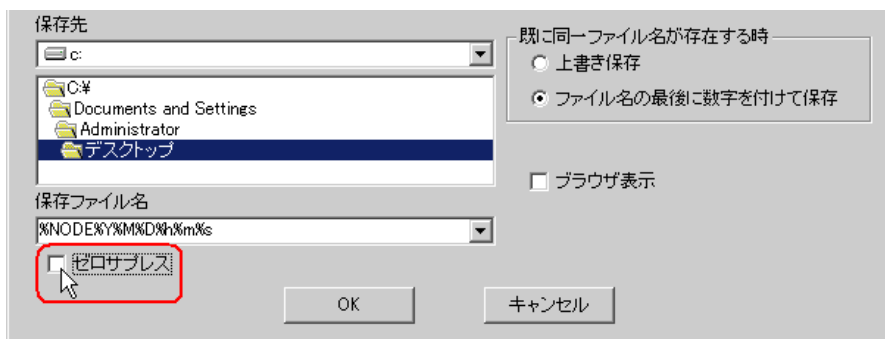 保存先
c:
C:¥
Documents and Settings
Administrator
デスクトップ
保存ファイル名
%NODE%Y%M%D%h%m%s
ゼロサプレス
既に同一ファイル名が存在する時
上書き保存
ファイル名の最後に数字を付けて保存
ブラウザ表示
OK
キャンセル